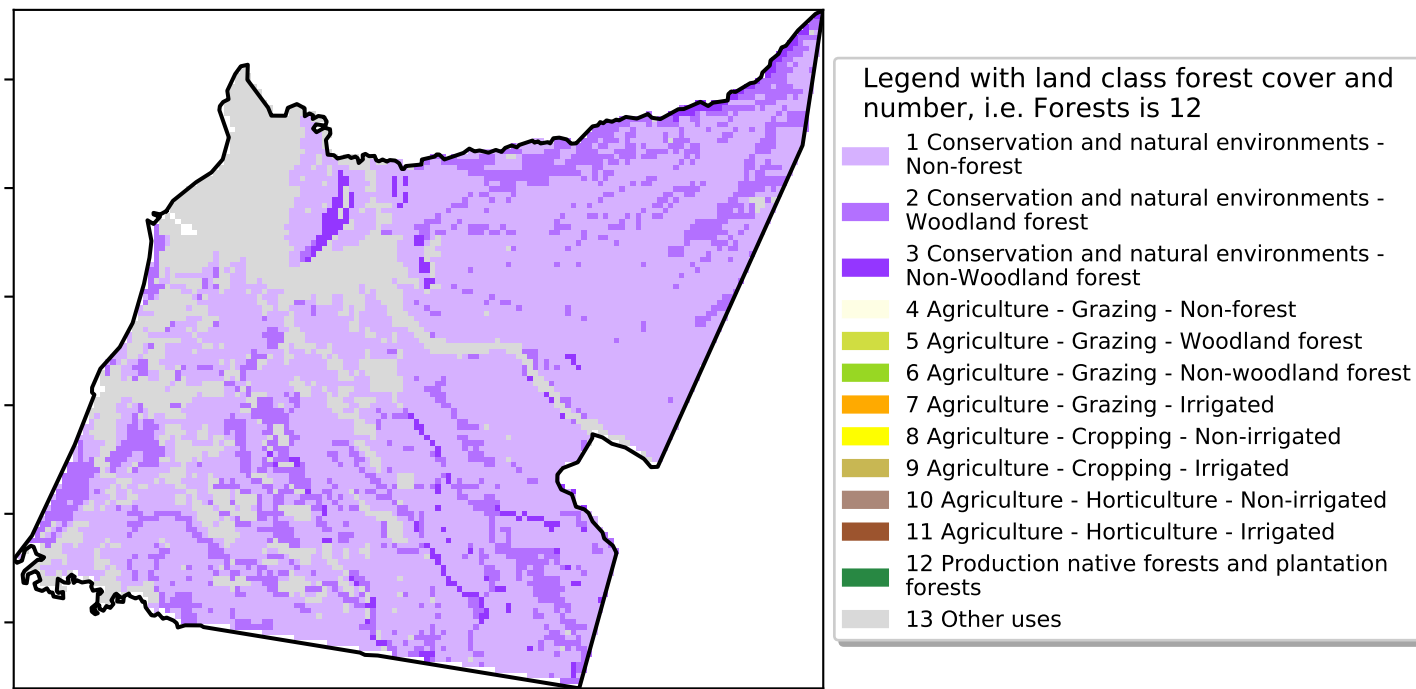 Legend with land class forest cover and
number, i.e. Forests is 12
1 Conservation and natural environments -
Non-forest
2 Conservation and natural environments -
Woodland forest
3 Conservation and natural environments -
Non-Woodland forest
4 Agriculture - Grazing - Non-forest
5 Agriculture - Grazing - Woodland forest
6 Agriculture - Grazing - Non-woodland forest
7 Agriculture - Grazing - Irrigated
8 Agriculture - Cropping - Non-irrigated
9 Agriculture - Cropping - Irrigated
10 Agriculture - Horticulture - Non-irrigated
11 Agriculture - Horticulture - Irrigated
12 Production native forests and plantation
forests
13 Other uses